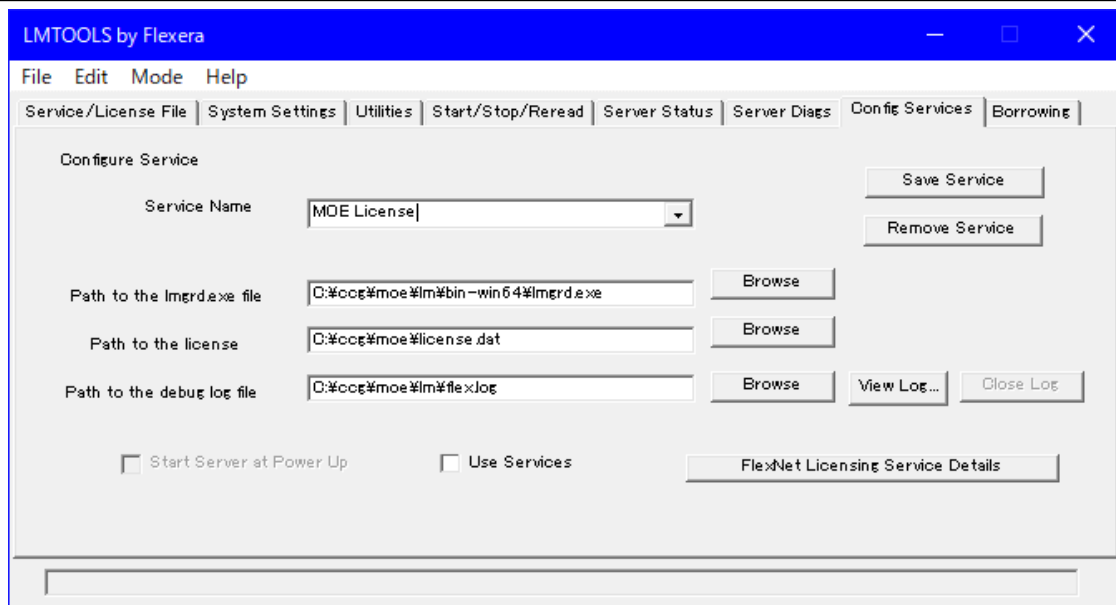 LMTOOLS by Flexera
File Edit Mode Help
Service/License File System Settings Utilities Start/Stop/Reread Server Status Server Diags Config Services Borrowing
Configure Service
Save Service
Service Name MOE License
Remove Service
Path to the lmgrd.exe file C:¥ccg¥moe¥lm¥bin-win64¥lmgrd.exe Browse
Path to the license C:¥ccg¥moe¥license.dat Browse
Path to the debug log file C:¥ccg¥moe¥lm¥flex.log Browse View Log... Close Log
Start Server at Power Up Use Services FlexNet Licensing Service Details